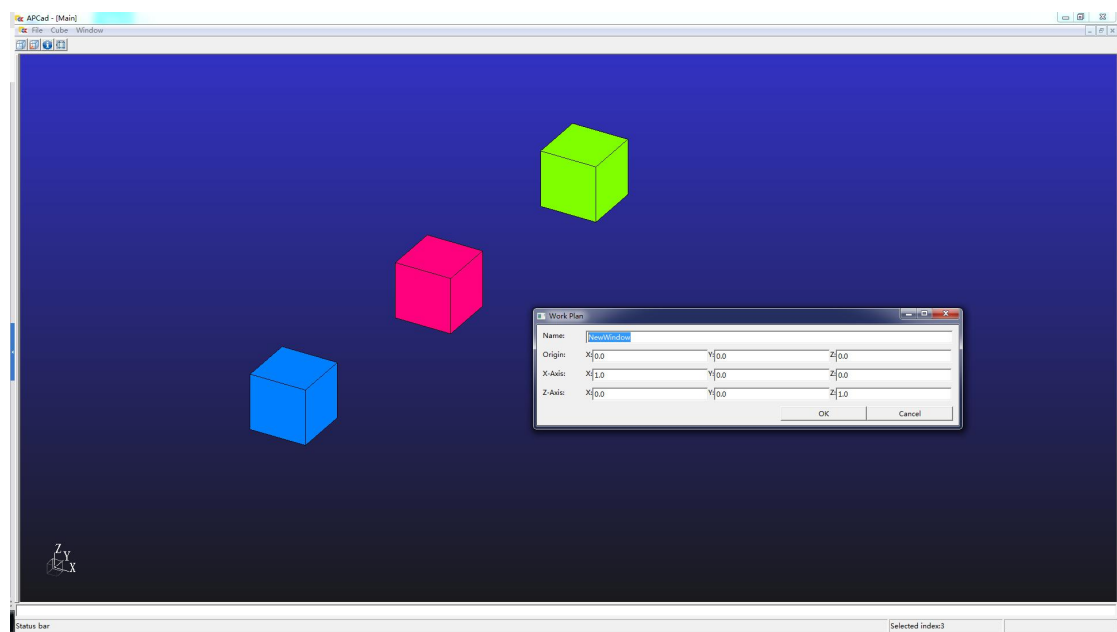 APCad - [Main]
File Cube Window
Work Plan
Name: NewWindow
Origin: X: 0.0 Y: 0.0 Z: 0.0
X-Axis: X: 1.0 Y: 0.0 Z: 0.0
Z-Axis: X: 0.0 Y: 0.0 Z: 1.0
OK Cancel
Z
Y
X
Status bar Selected index:3